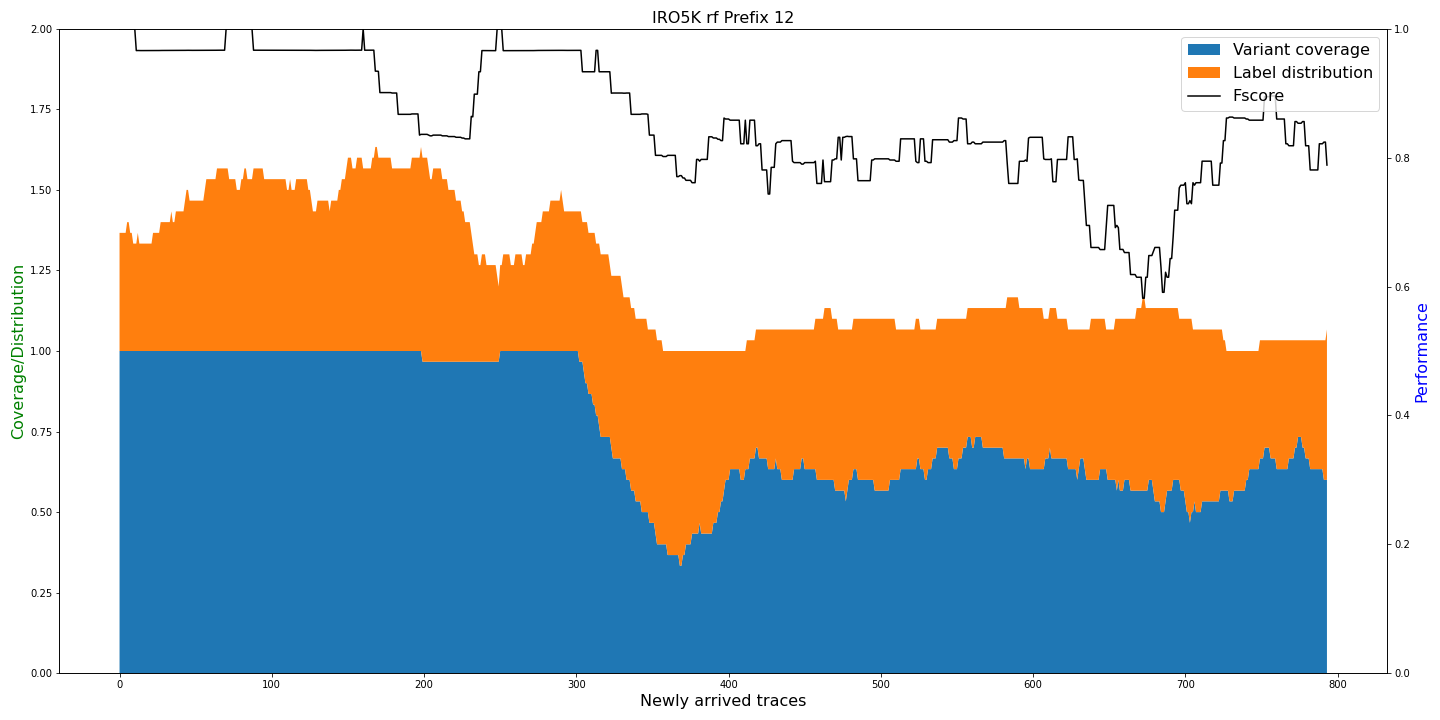 IRO5K rf Prefix 12
2.00
1.75
1.50
1.25
1.00
0.75
0.50
0.25
0.00
Coverage/Distribution
1.0
0.8
0.6
0.4
0.2
0.0
Performance
Variant coverage
Label distribution
Fscore
0 100 200 300 400 500 600 700 800
Newly arrived traces